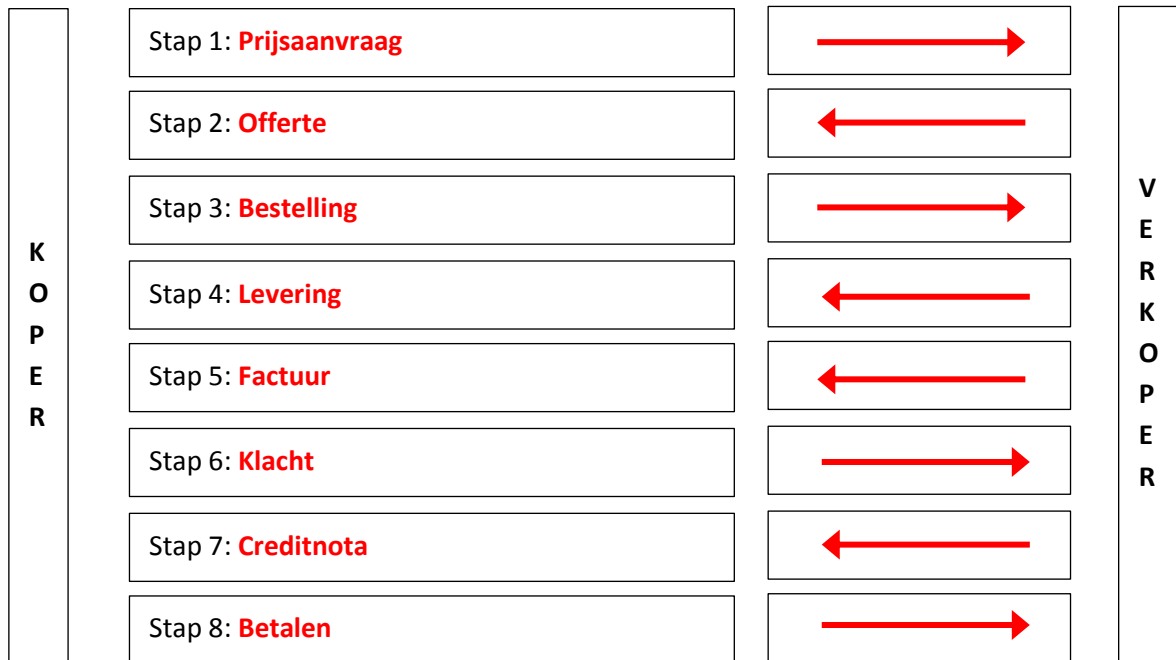 Stap 1: Prijsaanvraag
Stap 2: Offerte
Stap 3: Bestelling
Stap 4: Levering
Stap 5: Factuur
Stap 6: Klacht
Stap 7: Creditnota
Stap 8: Betalen
KOPER
VERKOPER